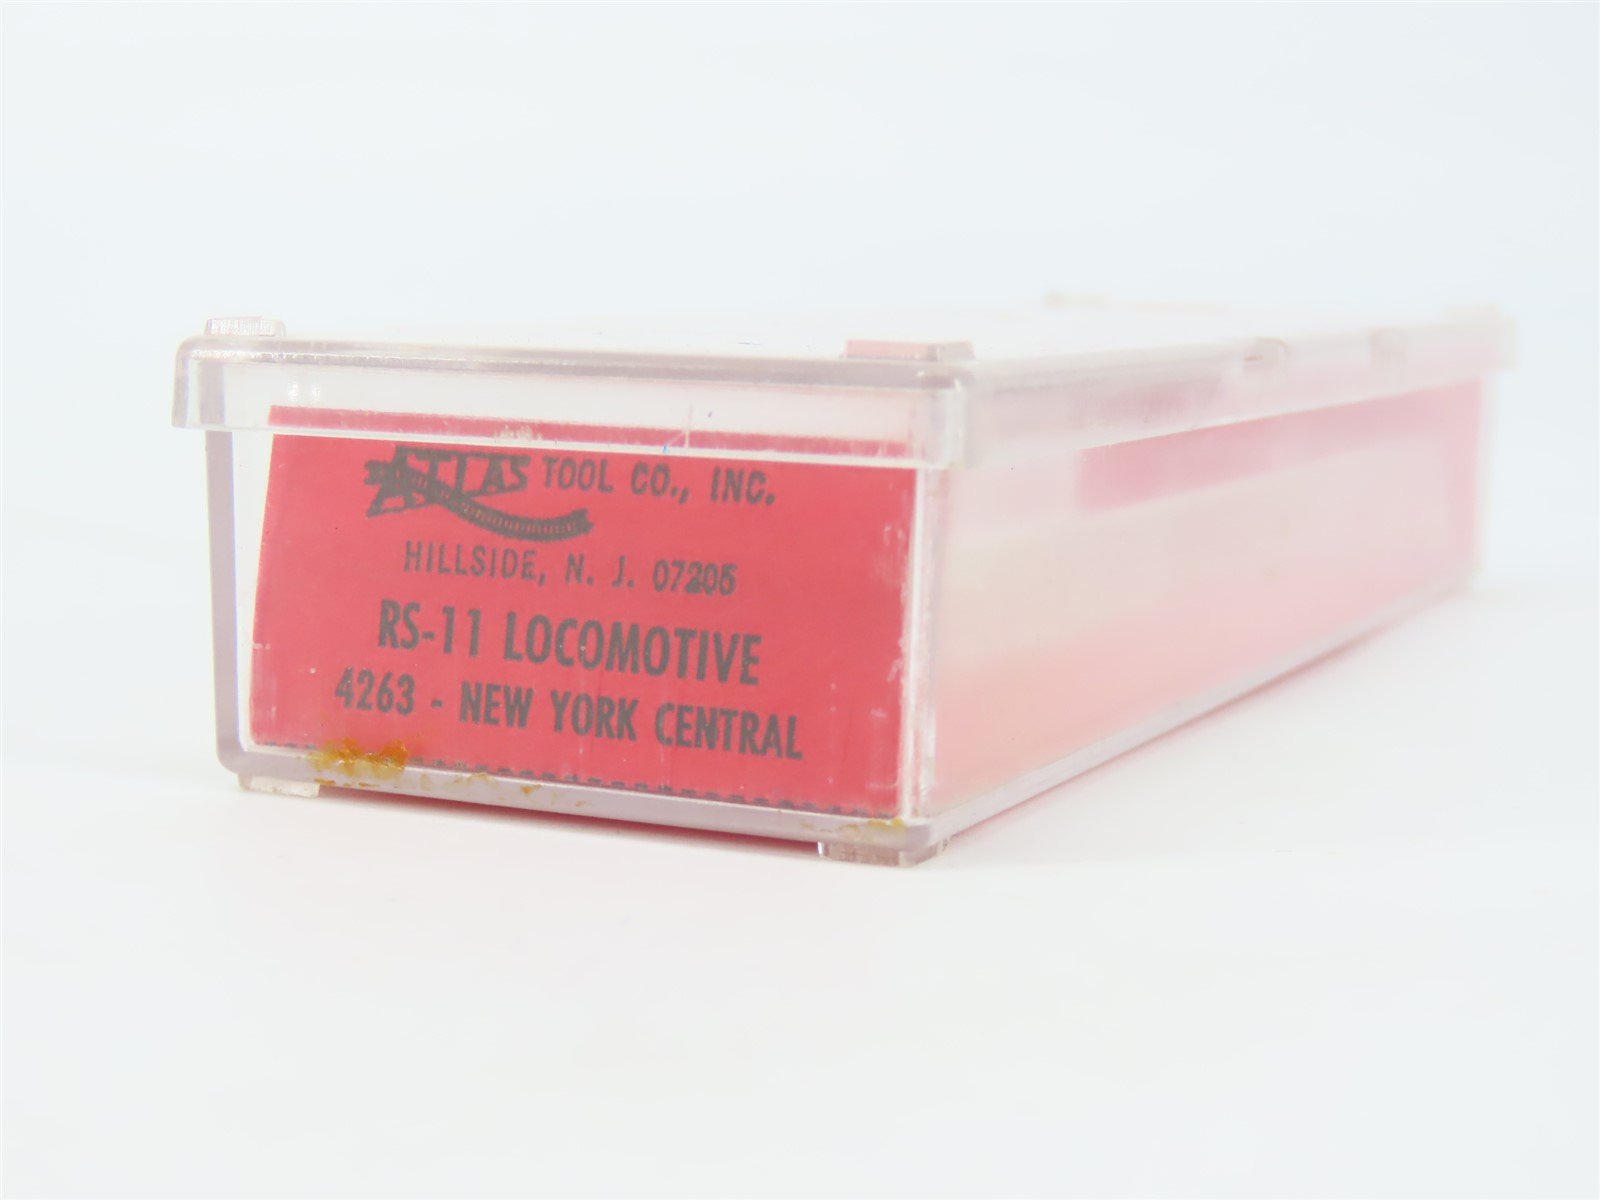 ATLAS TOOL CO., INC.
HILLSIDE, N. J. 07205
RS-11 LOCOMOTIVE
4263 - NEW YORK CENTRAL